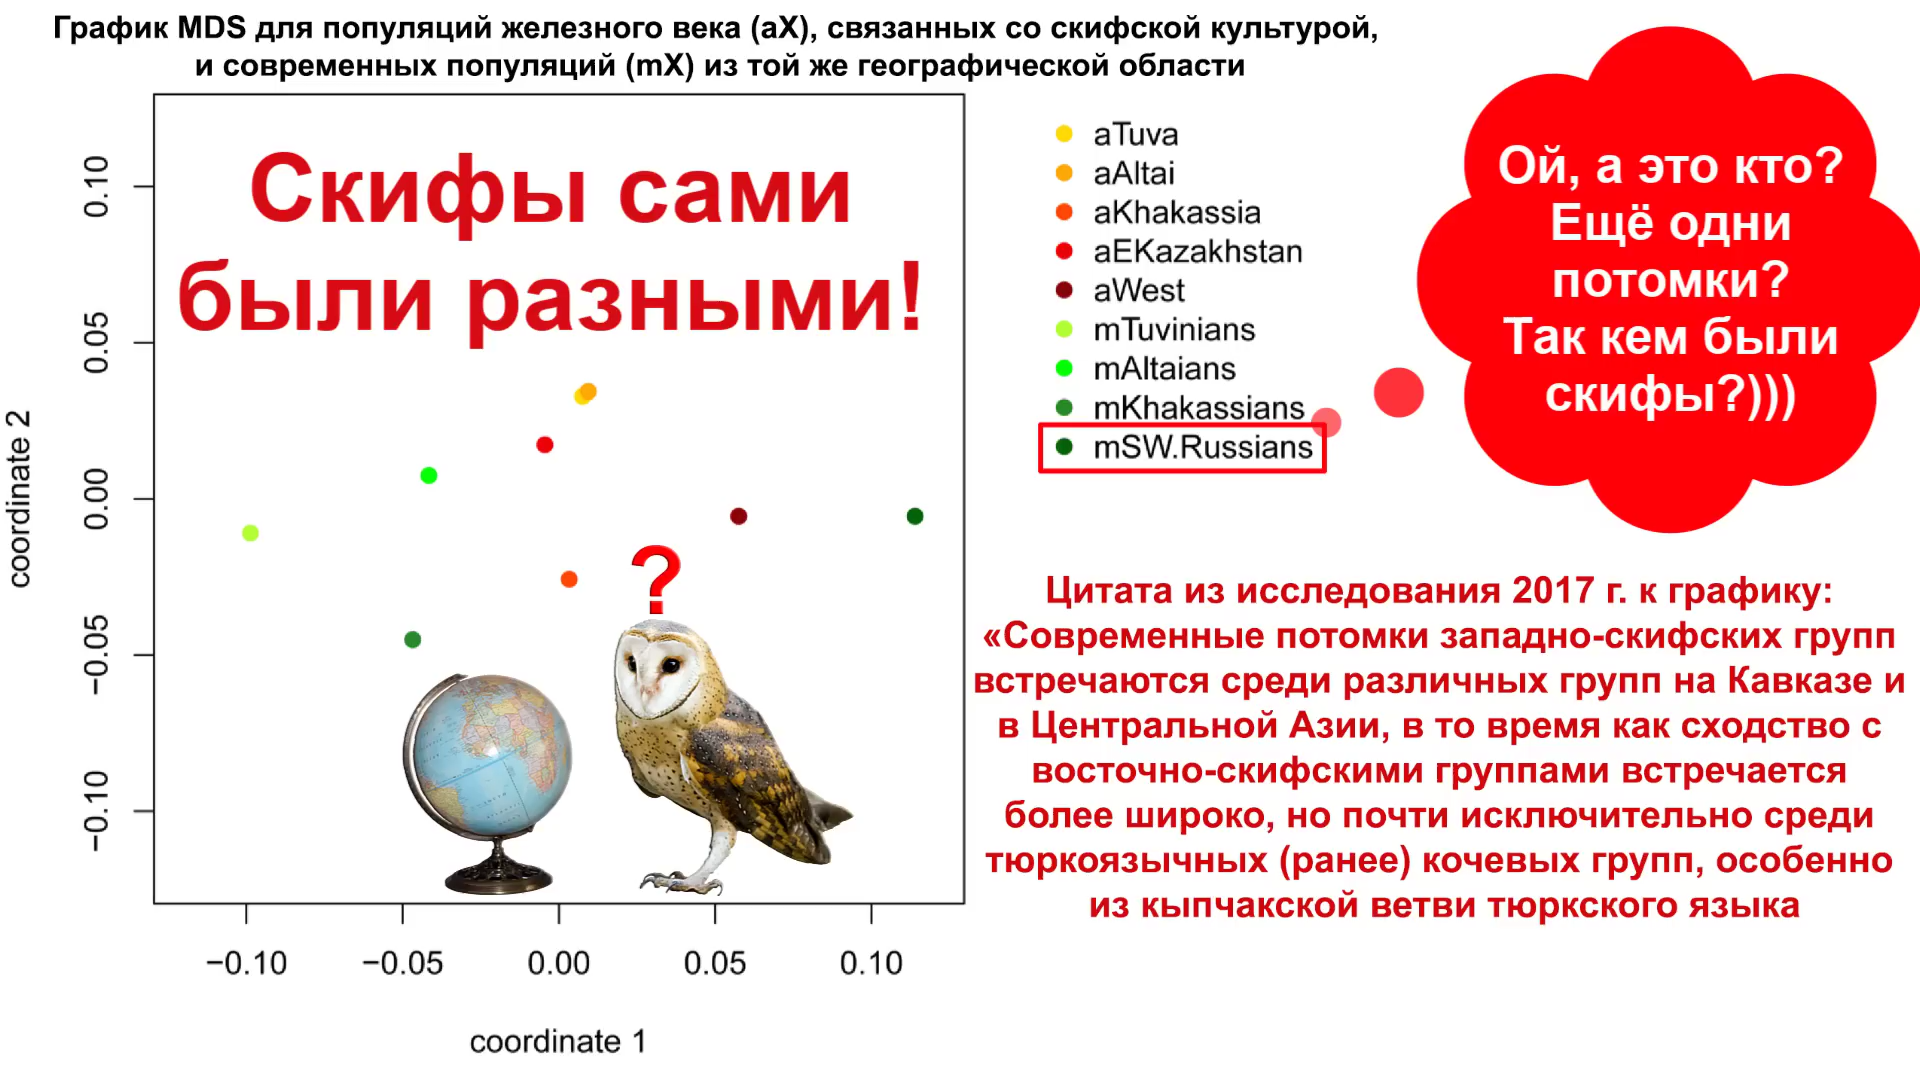 График MDS для популяций железного века (аХ), связанных со скифской культурой,
и современных популяций (mX) из той же географической области
Скифы сами
были разными!
?
coordinate 2
0.10
0.05
0.00
−0.05
−0.10
−0.10
−0.05
0.00
0.05
0.10
coordinate 1
aTuva
aAltai
aKhakassia
aEKazakhstan
aWest
mTuvinians
mAltaians
mKhakassians
mSW.Russians
Ой, а это кто?
Ещё одни
потомки?
Так кем были
скифы?)))
Цитата из исследования 2017 г. к графику:
«Современные потомки западно-скифских групп
встречаются среди различных групп на Кавказе и
в Центральной Азии, в то время как сходство с
восточно-скифскими группами встречается
более широко, но почти исключительно среди
тюркоязычных (ранее) кочевых групп, особенно
из кыпчакской ветви тюркского языка